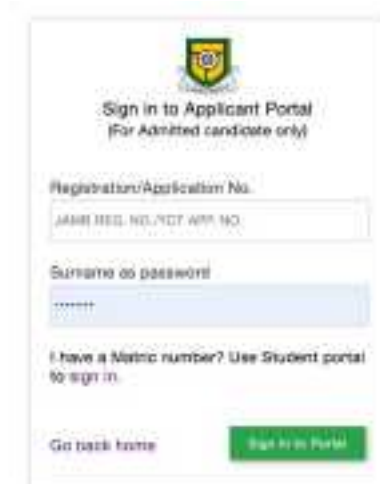 Sign in to Applicant Portal
(For Admitted candidate only)
Registration/Application No.
JAMB REG. NO./YCT APP. NO.
Surname as password
•••••••
I have a Matric number? Use Student portal
to sign in.
Go back home
Sign In to Portal